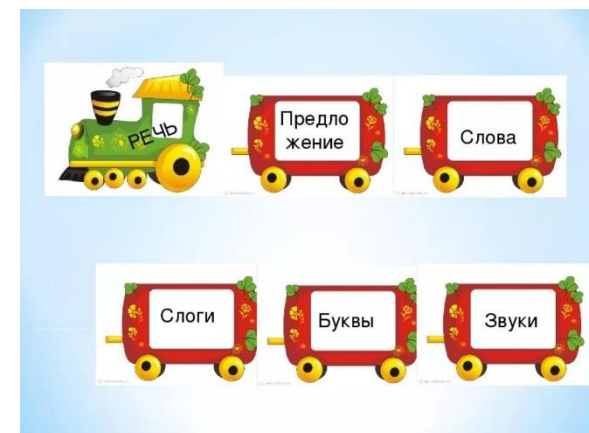 РЕЧЬ
Предло
жение
Слова
Слоги
Буквы
Звуки